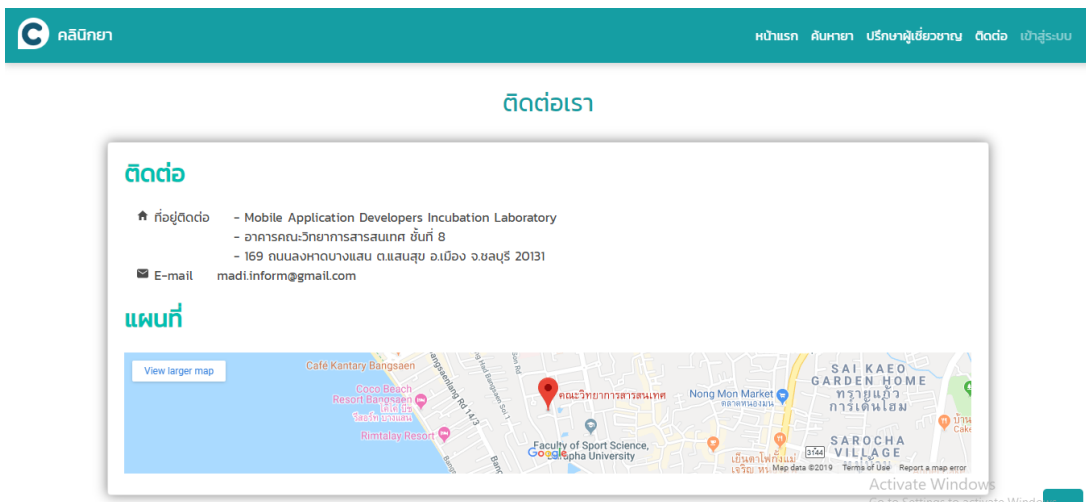 คลินิกยา
หน้าแรก ค้นหายา ปรึกษาผู้เชี่ยวชาญ ติดต่อ เข้าสู่ระบบ
ติดต่อเรา
ติดต่อ
ที่อยู่ติดต่อ - Mobile Application Developers Incubation Laboratory
- อาคารคณะวิทยาการสารสนเทศ ชั้นที่ 8
- 169 ถนนลงหาดบางแสน ต.แสนสุข อ.เมือง จ.ชลบุรี 20131
E-mail madi.inform@gmail.com
แผนที่
View larger map
Café Kantary Bangsaen
Coco Beach
Resort Bangsaen
Rimtalay Resort
คณะวิทยาการสารสนเทศ
Faculty of Sport Science,
Burapha University
Google
Nong Mon Market
ตลาดหนองมน
SAI KAEO
GARDEN HOME
ทรายแก้ว
การ์เด้นโฮม
SAROCHA
VILLAGE
3144
Map data ©2019 Terms of Use Report a map error
Activate Windows
Go to Settings to activate Windows